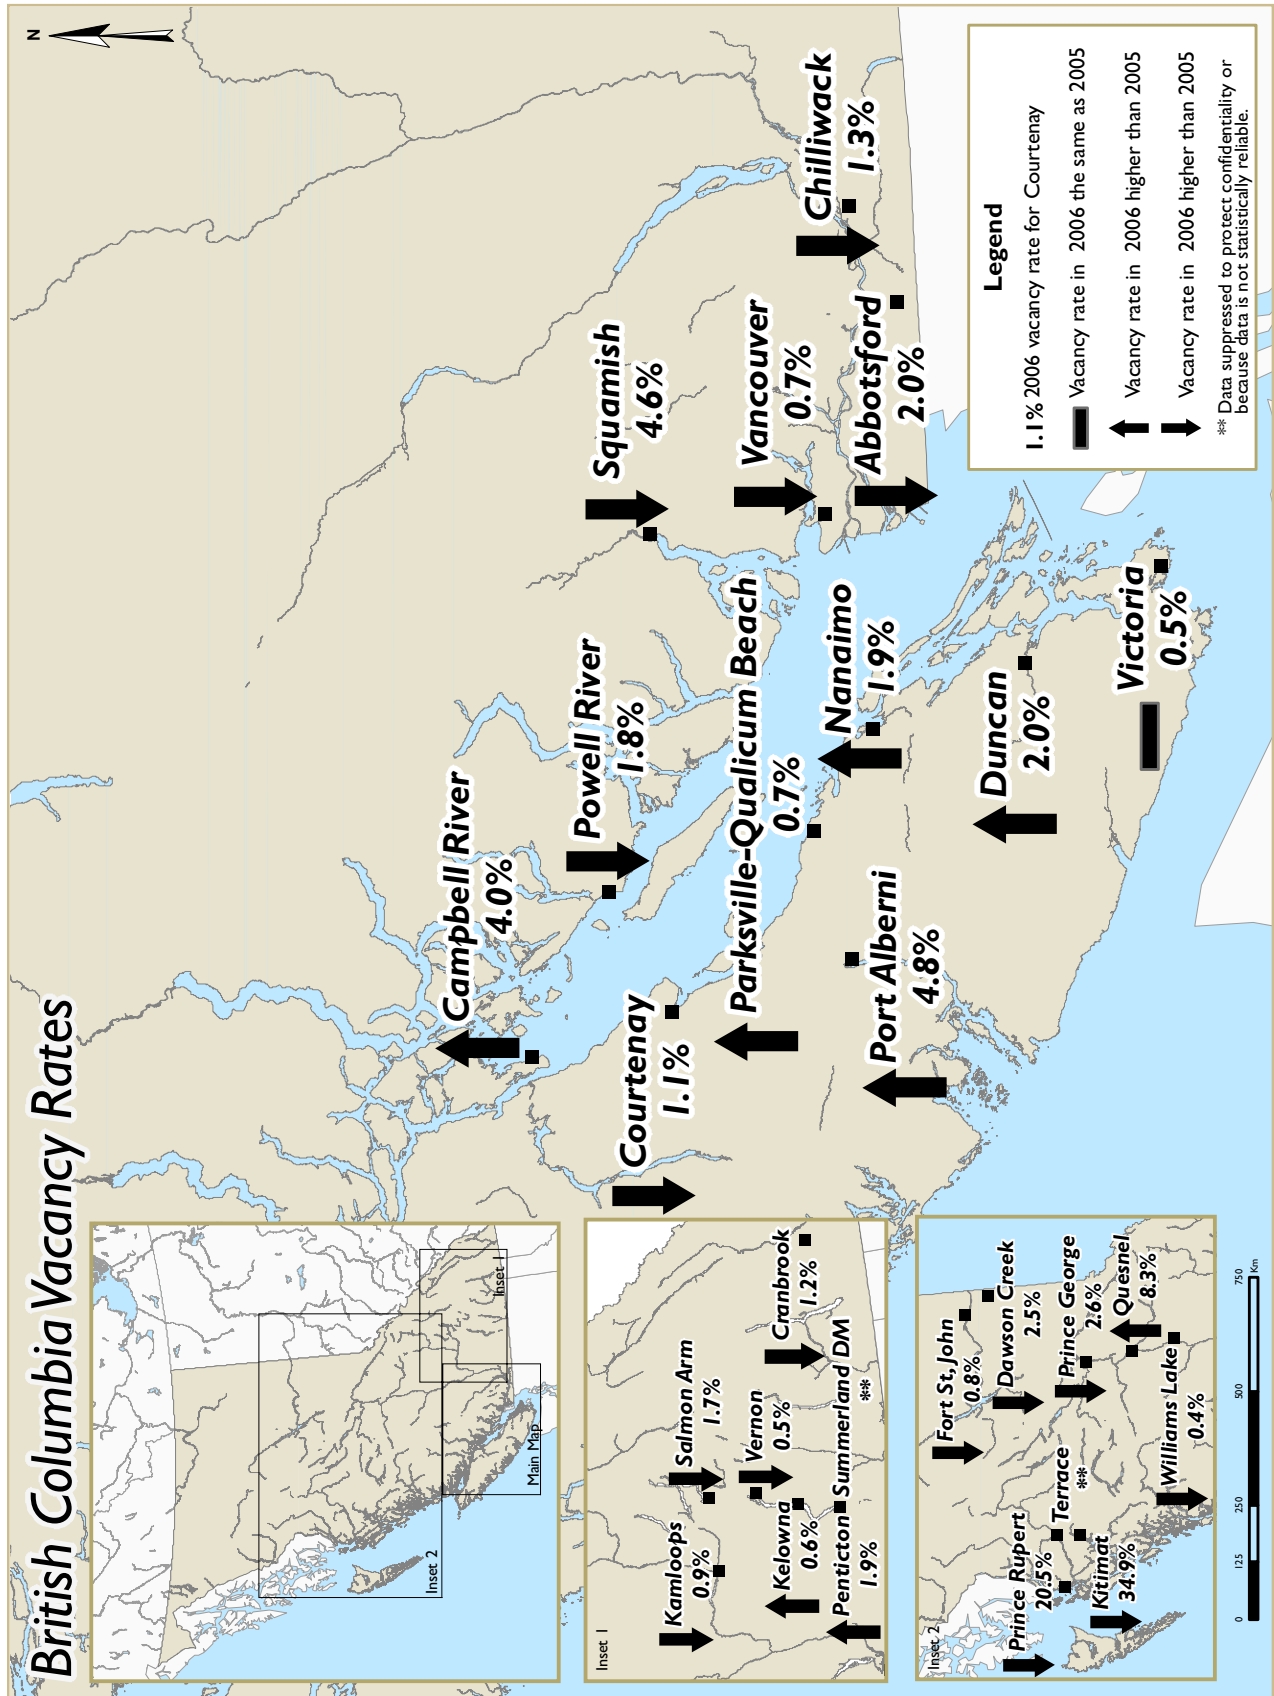 British Columbia Vacancy Rates
N
Inset 2
Main Map
Inset 1
Campbell River
4.0%
Powell River
1.8%
Squamish
4.6%
Courtenay
1.1%
Parksville-Qualicum Beach
0.7%
Vancouver
0.7%
Chilliwack
1.3%
Port Alberni
4.8%
Nanaimo
1.9%
Abbotsford
2.0%
Duncan
2.0%
Victoria
0.5%
Inset 1
Kamloops
0.9%
Salmon Arm
1.7%
Vernon
0.5%
Kelowna
0.6%
Cranbrook
1.2%
Penticton
1.9%
Summerland DM
**
Inset 2
Prince Rupert
20.5%
Terrace
**
Kitimat
34.9%
Fort St, John
0.8%
Dawson Creek
2.5%
Prince George
2.6%
Quesnel
8.3%
Williams Lake
0.4%
0 125 250 500 750
Km
Legend
1.1% 2006 vacancy rate for Courtenay
Vacancy rate in 2006 the same as 2005
Vacancy rate in 2006 higher than 2005
Vacancy rate in 2006 higher than 2005
** Data suppressed to protect confidentiality or
because data is not statistically reliable.